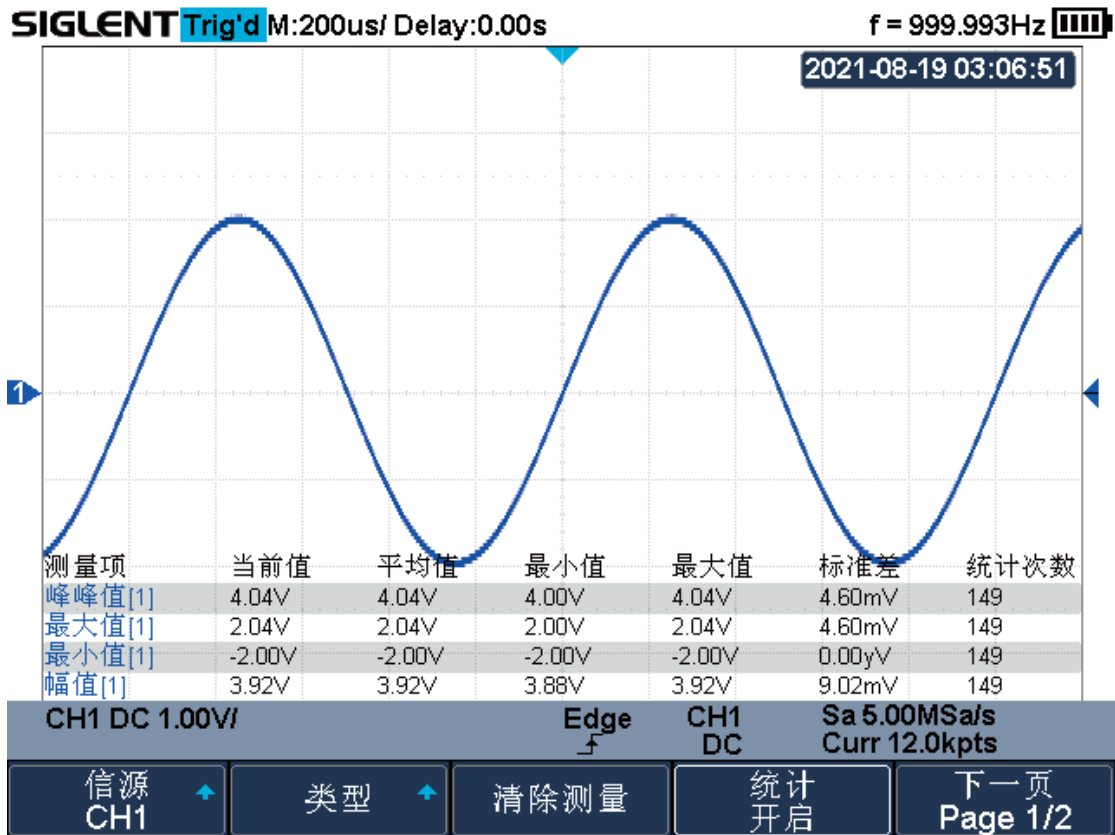 SIGLENT Trig'd M:200us/ Delay:0.00s f = 999.993Hz
2021-08-19 03:06:51
1
测量项 当前值 平均值 最小值 最大值 标准差 统计次数
峰峰值[1] 4.04V 4.04V 4.00V 4.04V 4.60mV 149
最大值[1] 2.04V 2.04V 2.00V 2.04V 4.60mV 149
最小值[1] -2.00V -2.00V -2.00V -2.00V 0.00yV 149
幅值[1] 3.92V 3.92V 3.88V 3.92V 9.02mV 149
CH1 DC 1.00V/ Edge CH1 Sa 5.00MSa/s
DC Curr 12.0kpts
信源 类型 清除测量 统计 下一页
CH1 开启 Page 1/2